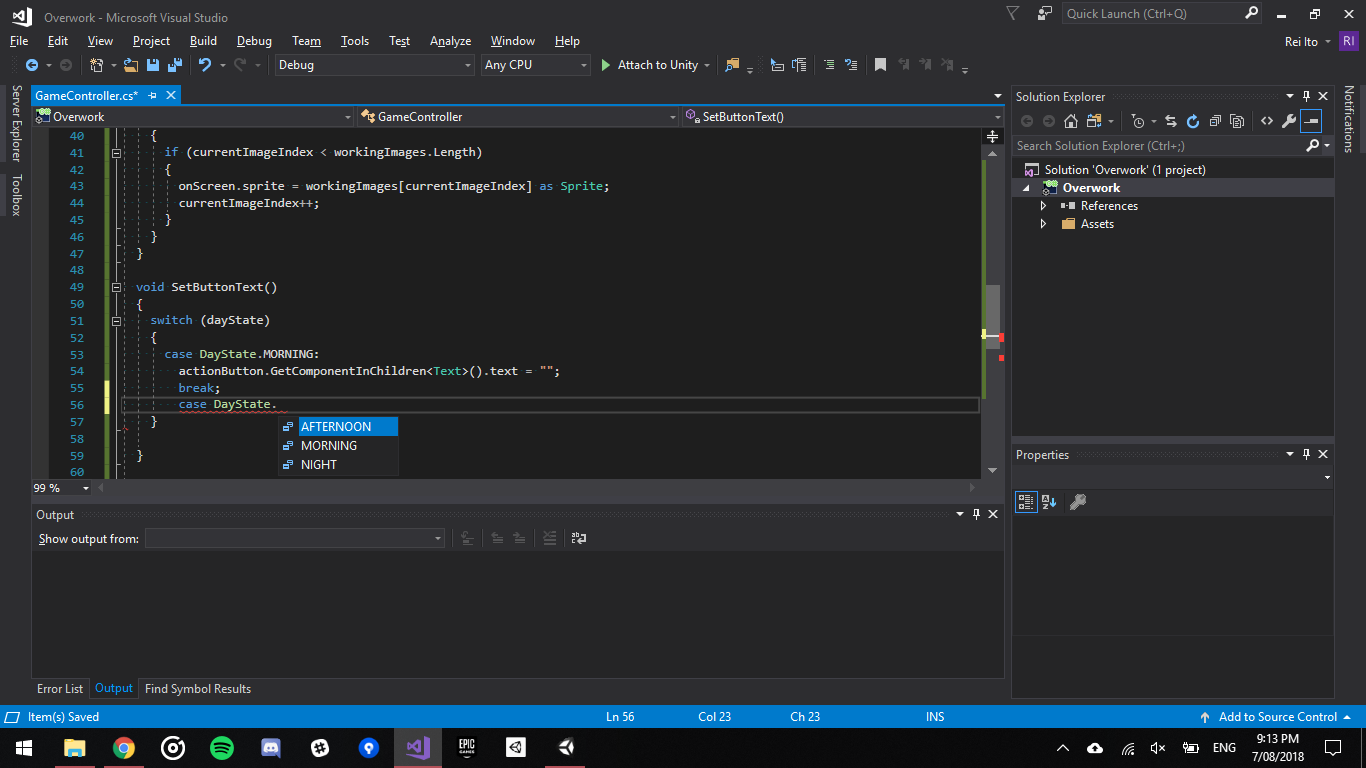 Overwork - Microsoft Visual Studio
Quick Launch (Ctrl+Q)
File Edit View Project Build Debug Team Tools Test Analyze Window Help
Rei Ito RI
Debug Any CPU Attach to Unity
Server Explorer
Toolbox
GameController.cs*
Overwork GameController SetButtonText()
40 {
41 if (currentImageIndex < workingImages.Length)
42 {
43 onScreen.sprite = workingImages[currentImageIndex] as Sprite;
44 currentImageIndex++;
45 }
46 }
47 }
48
49 void SetButtonText()
50 {
51 switch (dayState)
52 {
53 case DayState.MORNING:
54 actionButton.GetComponentInChildren<Text>().text = "";
55 break;
56 case DayState.
57 }
58
59 }
60
AFTERNOON
MORNING
NIGHT
99 %
Output
Show output from:
Error List Output Find Symbol Results
Solution Explorer
Search Solution Explorer (Ctrl+;)
Solution 'Overwork' (1 project)
Overwork
References
Assets
Properties
Notifications
Item(s) Saved Ln 56 Col 23 Ch 23 INS Add to Source Control
EPIC GAMES
ENG
9:13 PM
7/08/2018